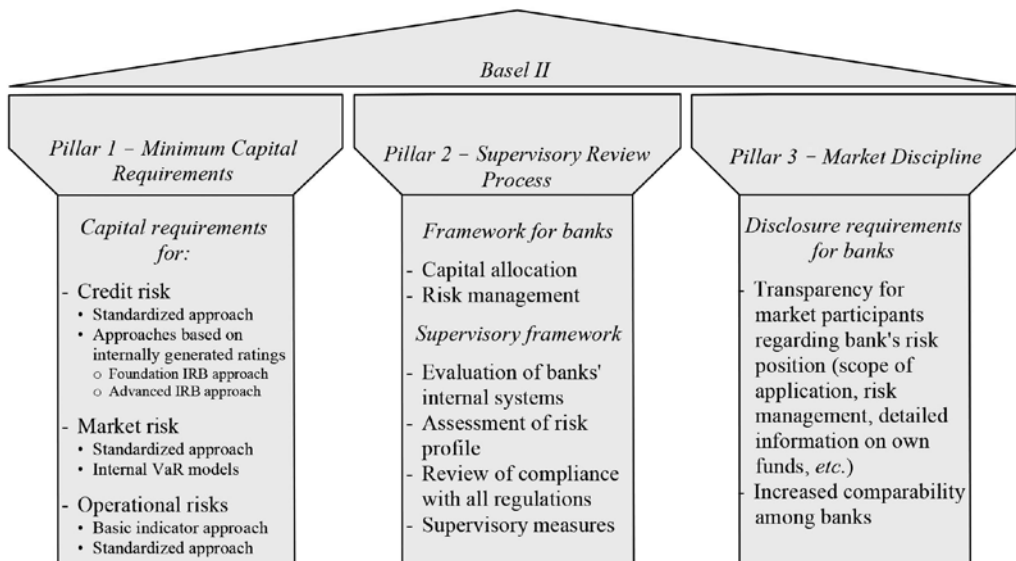 Basel II
Pillar 1 – Minimum Capital
Requirements
Capital requirements
for:
- Credit risk
• Standardized approach
• Approaches based on
internally generated ratings
○ Foundation IRB approach
○ Advanced IRB approach
- Market risk
• Standardized approach
• Internal VaR models
- Operational risks
• Basic indicator approach
• Standardized approach
Pillar 2 – Supervisory Review
Process
Framework for banks
- Capital allocation
- Risk management
Supervisory framework
- Evaluation of banks'
internal systems
- Assessment of risk
profile
- Review of compliance
with all regulations
- Supervisory measures
Pillar 3 – Market Discipline
Disclosure requirements
for banks
- Transparency for
market participants
regarding bank's risk
position (scope of
application, risk
management, detailed
information on own
funds, etc.)
- Increased comparability
among banks